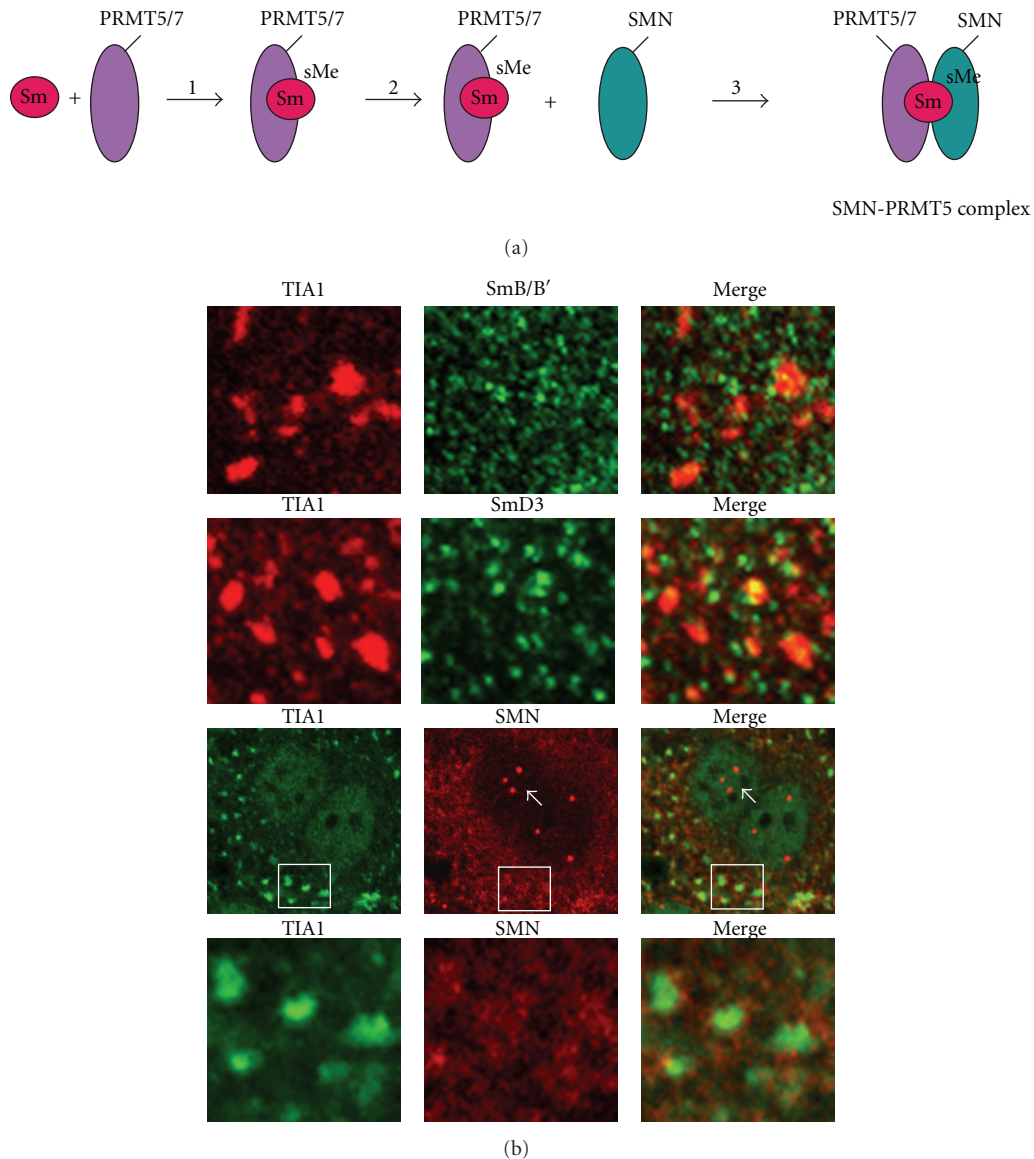 PRMT5/7 PRMT5/7 PRMT5/7 SMN PRMT5/7 SMN
Sm + 1 Sm sMe 2 Sm sMe + 3 Sm sMe
SMN-PRMT5 complex
(a)
TIA1 SmB/B′ Merge
TIA1 SmD3 Merge
TIA1 SMN Merge
TIA1 SMN Merge
(b)